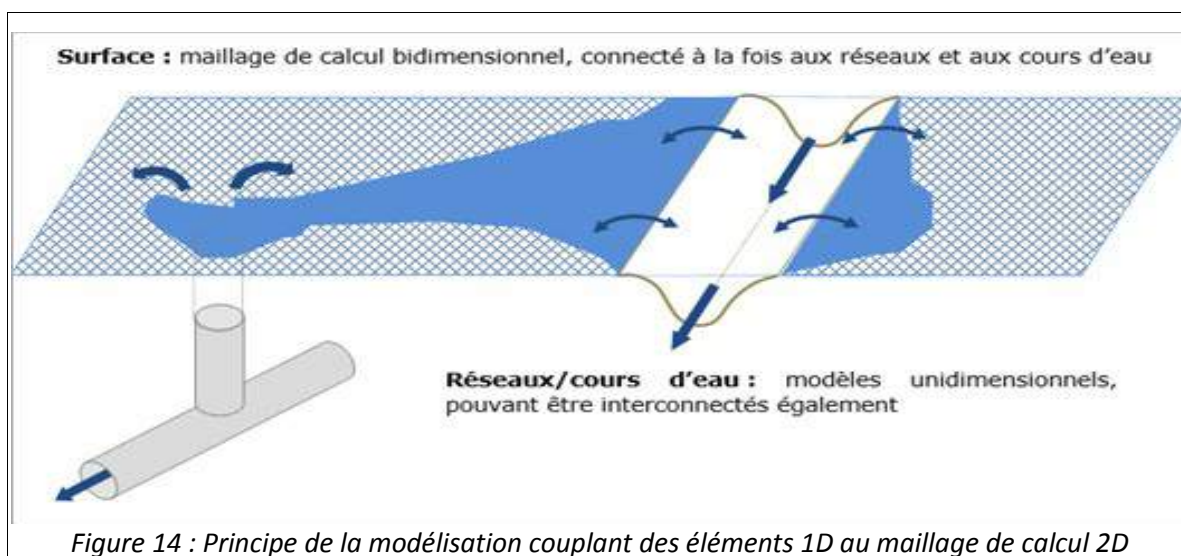 Surface : maillage de calcul bidimensionnel, connecté à la fois aux réseaux et aux cours d'eau
Réseaux/cours d'eau : modèles unidimensionnels,
pouvant être interconnectés également
Figure 14 : Principe de la modélisation couplant des éléments 1D au maillage de calcul 2D